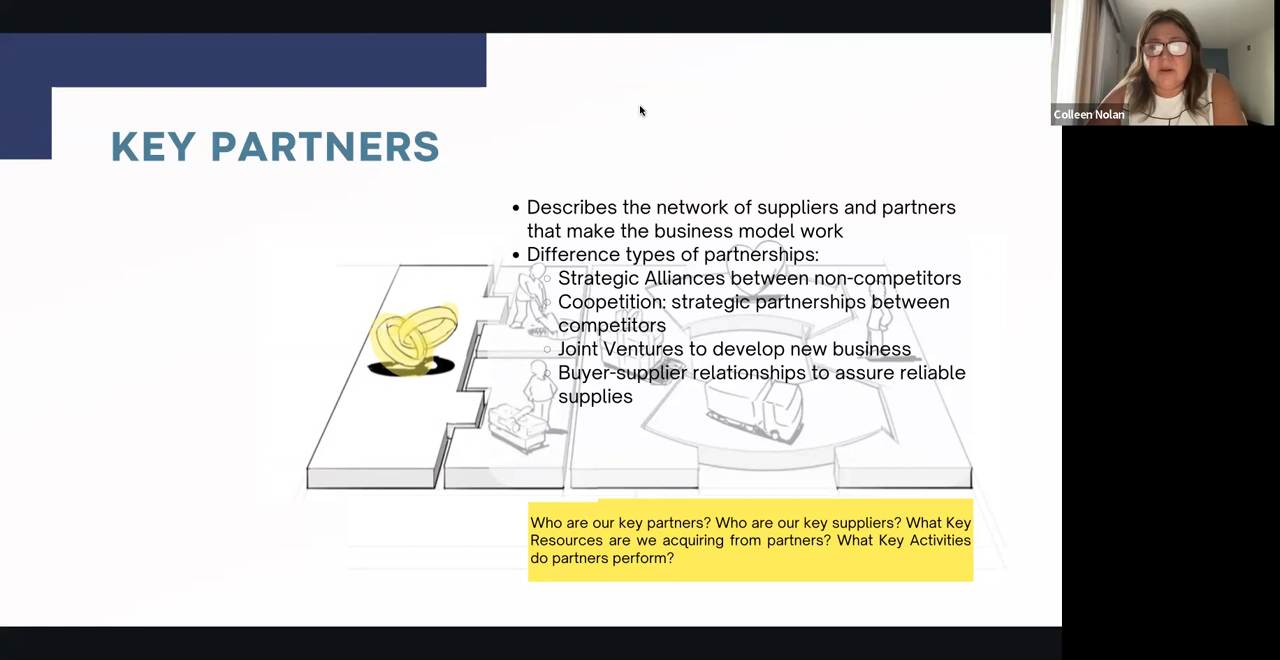 Colleen Nolan
KEY PARTNERS
• Describes the network of suppliers and partners
that make the business model work
• Difference types of partnerships:
○ Strategic Alliances between non-competitors
○ Coopetition: strategic partnerships between
competitors
○ Joint Ventures to develop new business
○ Buyer-supplier relationships to assure reliable
supplies
Who are our key partners? Who are our key suppliers? What Key
Resources are we acquiring from partners? What Key Activities
do partners perform?